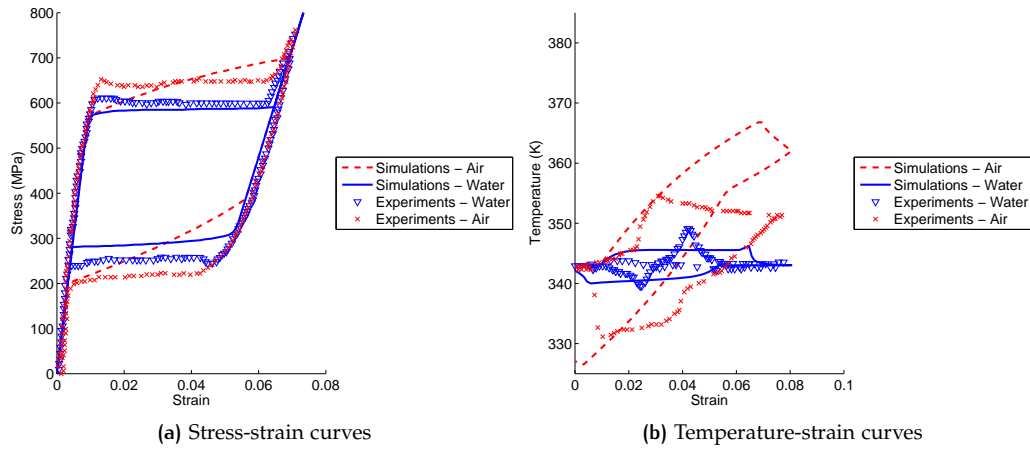 800
700
600
500
400
300
200
100
0
0
0.02
0.04
0.06
0.08
Stress (MPa)
Strain
Simulations – Air
Simulations – Water
Experiments – Water
Experiments – Air
(a) Stress-strain curves
380
370
360
350
340
330
0
0.02
0.04
0.06
0.08
0.1
Temperature (K)
Strain
Simulations – Air
Simulations – Water
Experiments – Water
Experiments – Air
(b) Temperature-strain curves